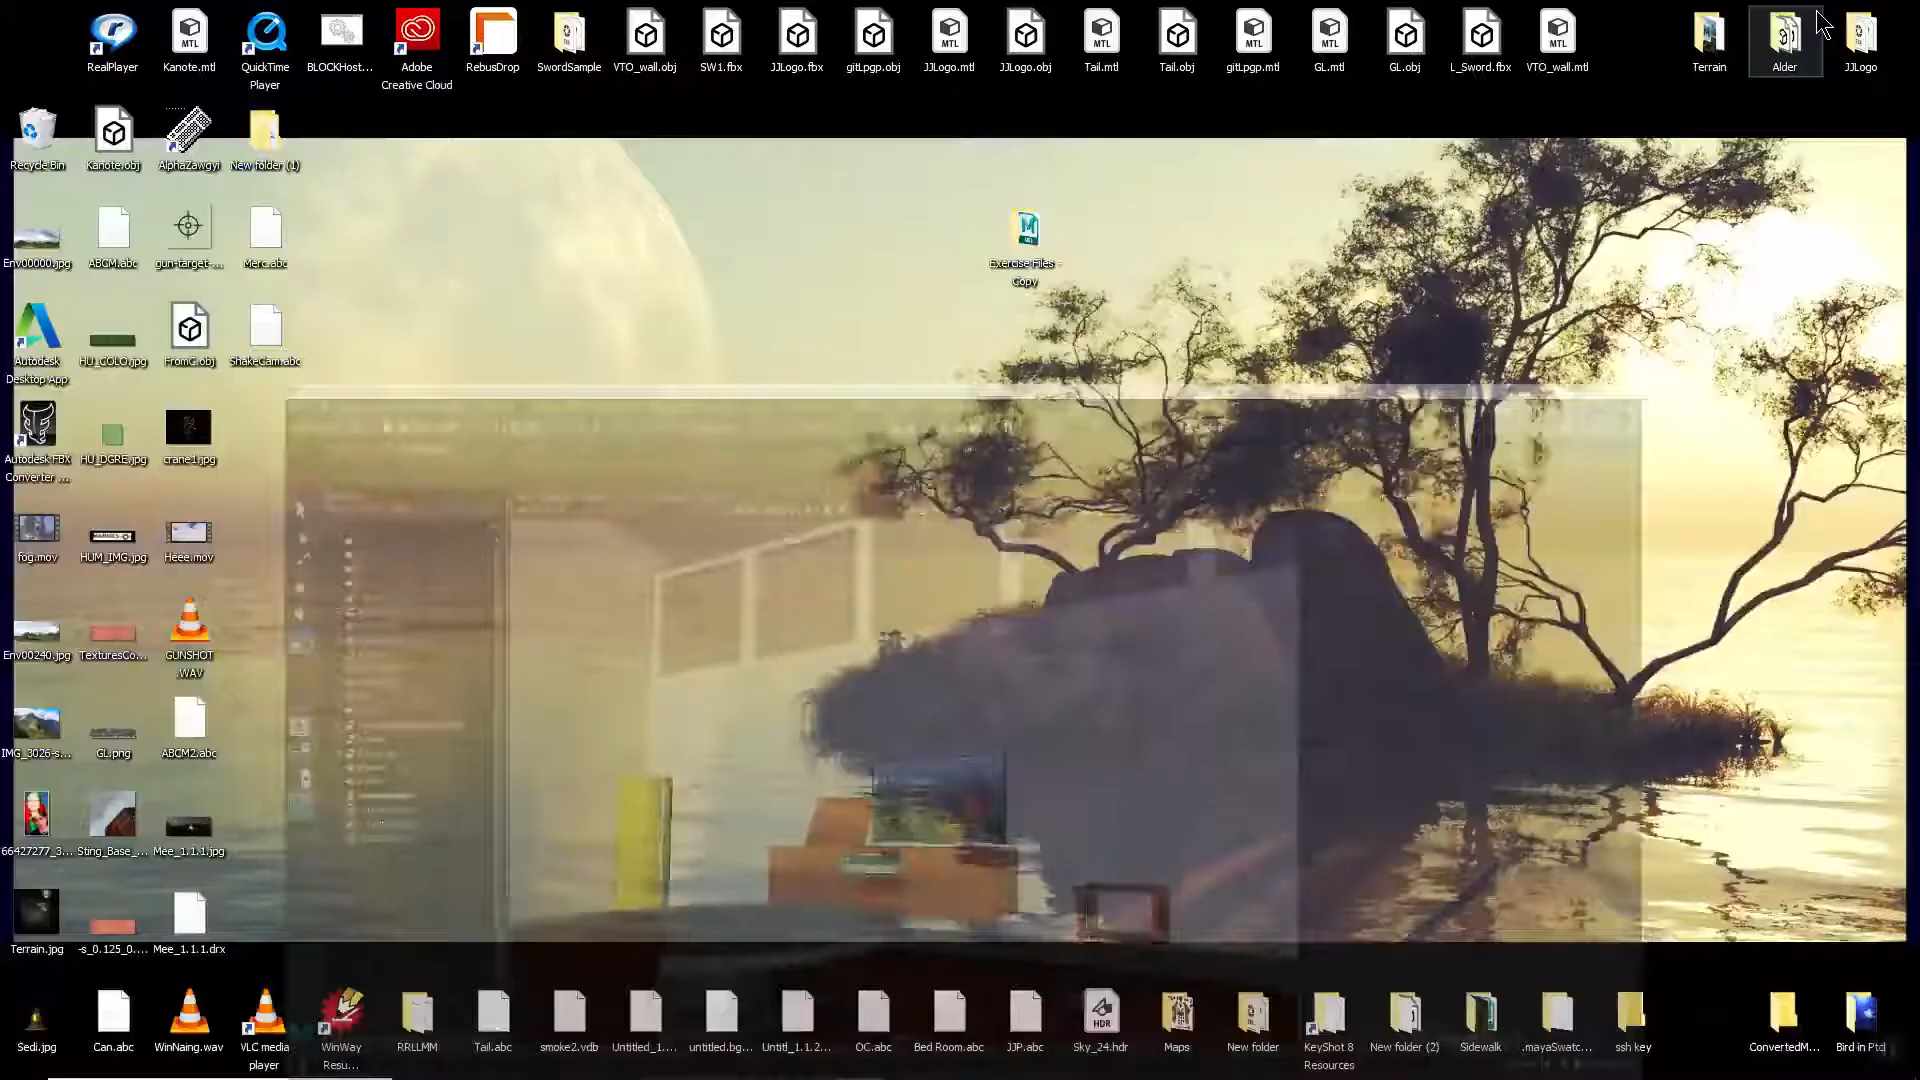 RealPlayer
Kanote.mtl
QuickTime
Player
BLOCKHost...
Adobe
Creative Cloud
RebusDrop
SwordSample
VTO_wall.obj
SW1.fbx
JJLogo.fbx
gitLpgp.obj
JJLogo.mtl
JJLogo.obj
Tail.mtl
Tail.obj
gitLpgp.mtl
GL.mtl
GL.obj
L_Sword.fbx
VTO_wall.mtl
Terrain
Alder
JJLogo
Recycle Bin
Kanote.obj
AlphaZawgyi
New folder (1)
Env00000.jpg
ABCM.abc
gun-target-...
Merc.abc
Exercise Files -
Copy
Autodesk
Desktop App
HU_COLO.jpg
FromC.obj
ShakeCam.abc
Autodesk FBX
Converter ...
HU_DGRE.jpg
crane1.jpg
fog.mov
HUM_IMG.jpg
Heee.mov
Env00240.jpg
TexturesCo...
GUNSHOT
.WAV
IMG_3026-s...
GL.png
ABCM2.abc
66427277_3...
Sting_Base_...
Mee_1.1.1.jpg
Terrain.jpg
-s_0.125_0....
Mee_1.1.1.drx
Sedi.jpg
Can.abc
WinNaing.wav
VLC media
player
WinWay
Resu...
RRLLMM
Tail.abc
smoke2.vdb
Untitled_1....
untitled.bg...
Untitl_1.1.2...
OC.abc
Bed Room.abc
JJP.abc
Sky_24.hdr
Maps
New folder
KeyShot 8
Resources
New folder (2)
Sidewalk
.mayaSwatc...
ssh key
ConvertedM...
Bird in Ptcl